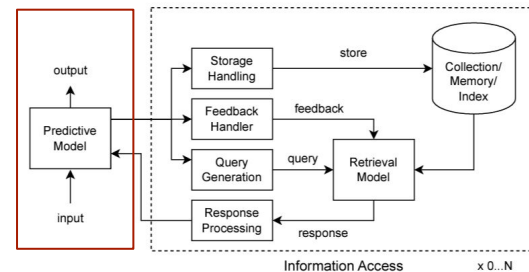 output
Predictive
Model
input
Storage
Handling
store
Collection/
Memory/
Index
Feedback
Handler
feedback
Query
Generation
query
Retrieval
Model
Response
Processing
response
Information Access
x 0...N